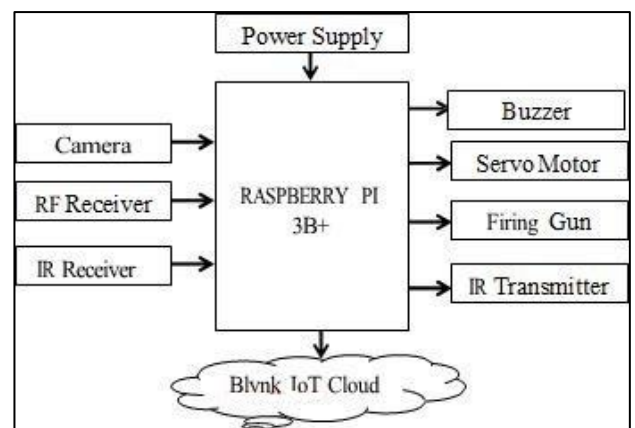 Power Supply
Camera
RF Receiver
IR Receiver
RASPBERRY PI
3B+
Buzzer
Servo Motor
Firing Gun
IR Transmitter
Blynk IoT Cloud